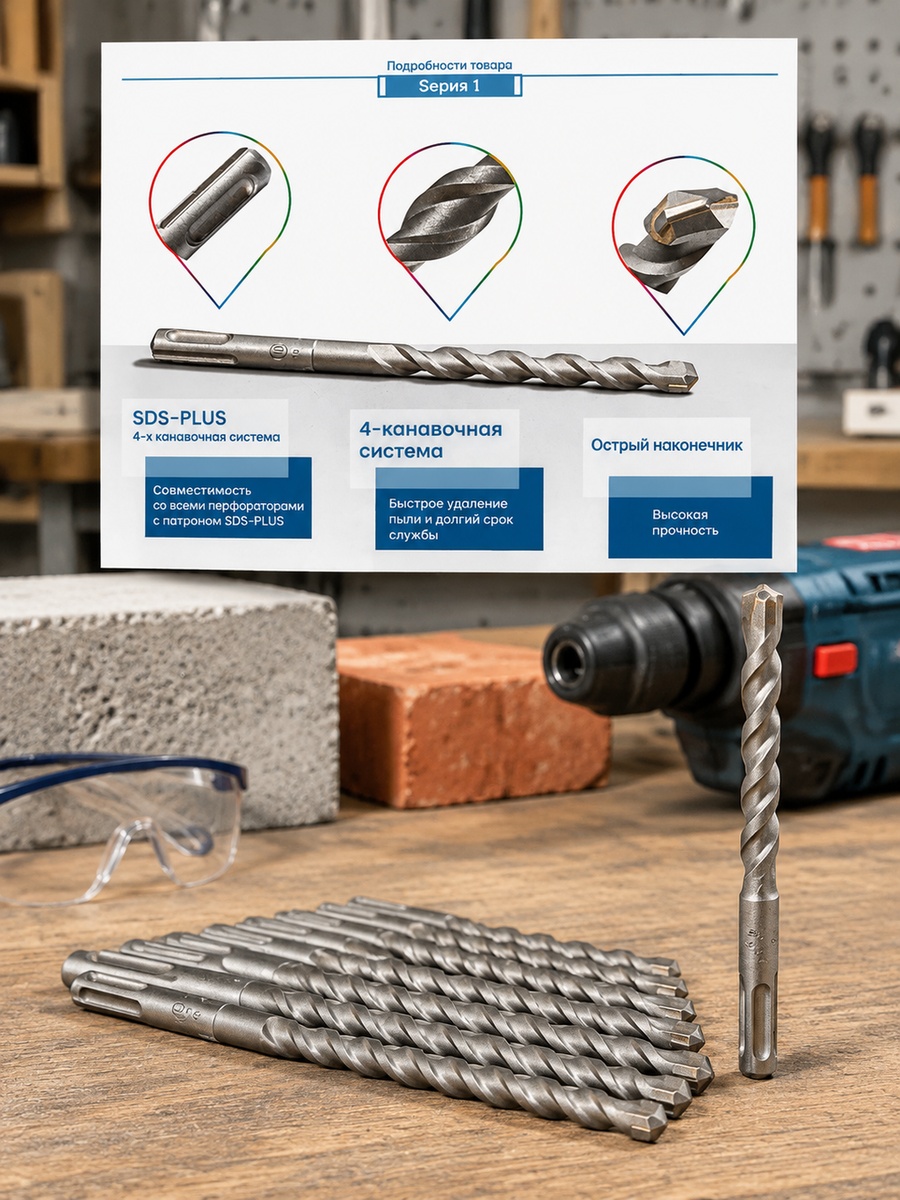 Подробности товара
Серия 1
SDS-PLUS
4-х канавочная система
Совместимость
со всеми перфораторами
с патроном SDS-PLUS
4-канавочная
система
Быстрое удаление
пыли и долгий срок
службы
Острый наконечник
Высокая
прочность